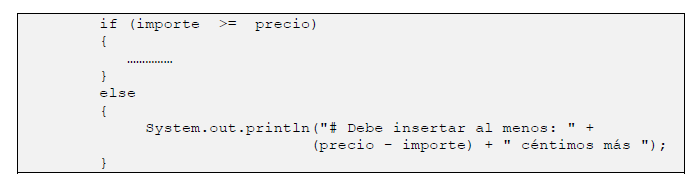 if (importe >= precio)
{
……………
}
else
{
System.out.println("# Debe insertar al menos: " +
(precio - importe) + " céntimos más ");
}